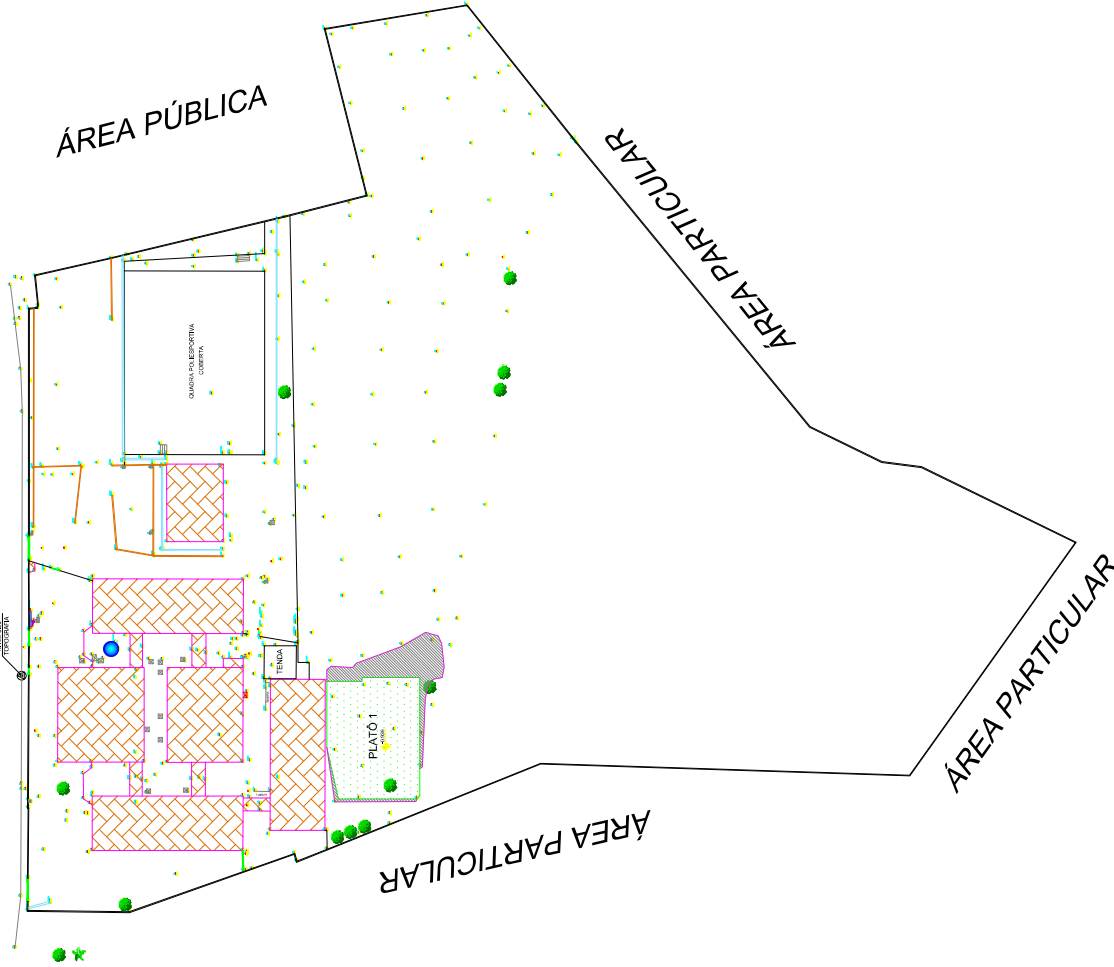 ÁREA PÚBLICA
ÁREA PARTICULAR
QUADRA POLIESPORTIVA
COBERTA
TOPOGRAFIA
TENDA
PLATÔ 1
ÁREA PARTICULAR
ÁREA PARTICULAR